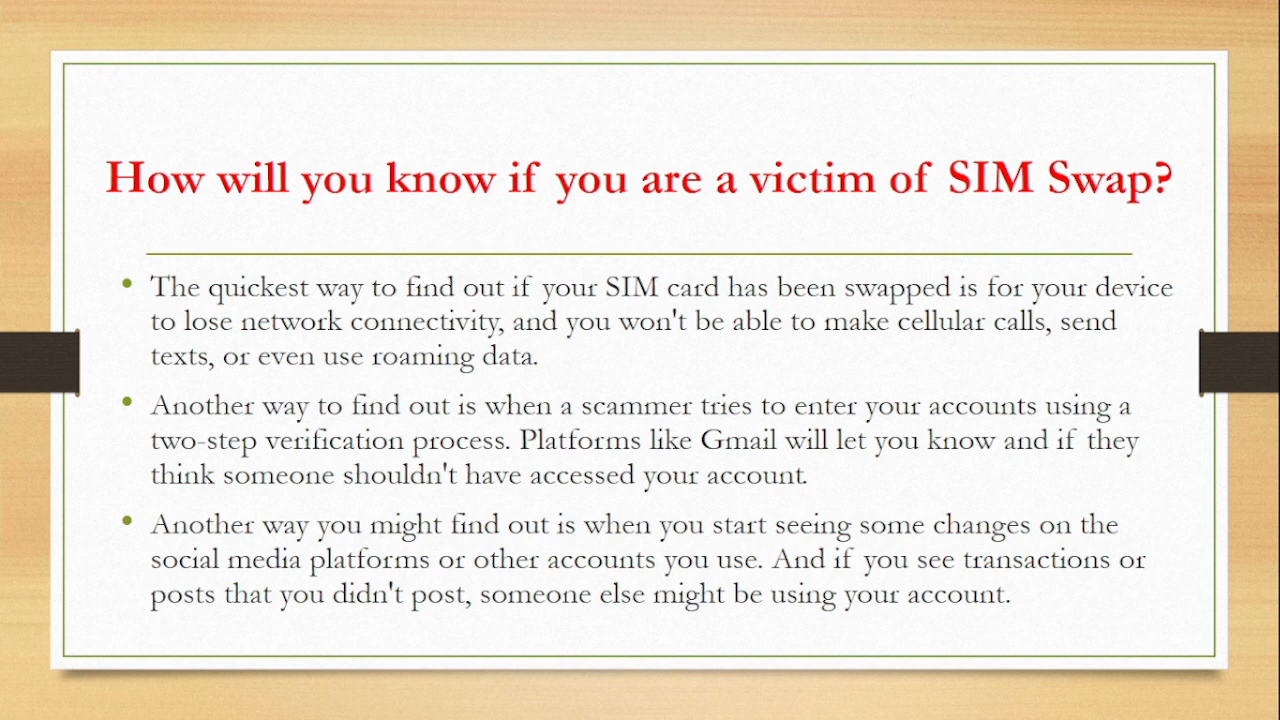 How will you know if you are a victim of SIM Swap?
• The quickest way to find out if your SIM card has been swapped is for your device
to lose network connectivity, and you won't be able to make cellular calls, send
texts, or even use roaming data.
• Another way to find out is when a scammer tries to enter your accounts using a
two-step verification process. Platforms like Gmail will let you know and if they
think someone shouldn't have accessed your account.
• Another way you might find out is when you start seeing some changes on the
social media platforms or other accounts you use. And if you see transactions or
posts that you didn't post, someone else might be using your account.